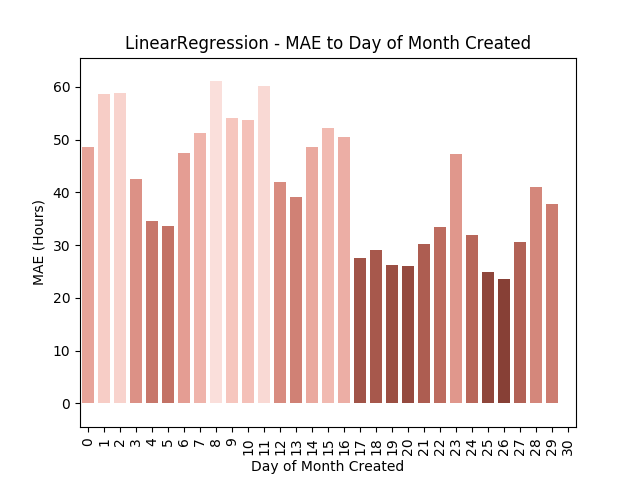 LinearRegression - MAE to Day of Month Created
60
50
40
30
20
10
0
MAE (Hours)
0 1 2 3 4 5 6 7 8 9 10 11 12 13 14 15 16 17 18 19 20 21 22 23 24 25 26 27 28 29 30
Day of Month Created